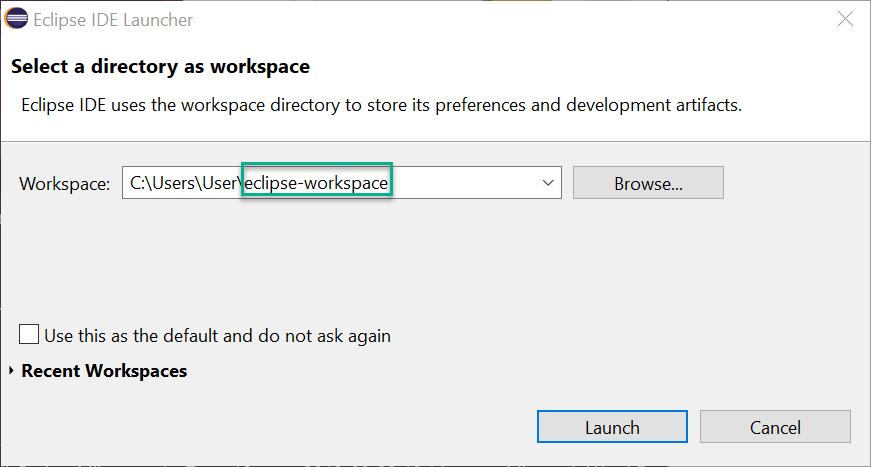 Eclipse IDE Launcher
Select a directory as workspace
Eclipse IDE uses the workspace directory to store its preferences and development artifacts.
Workspace: C:\Users\User\eclipse-workspace Browse...
Use this as the default and do not ask again
Recent Workspaces
Launch Cancel